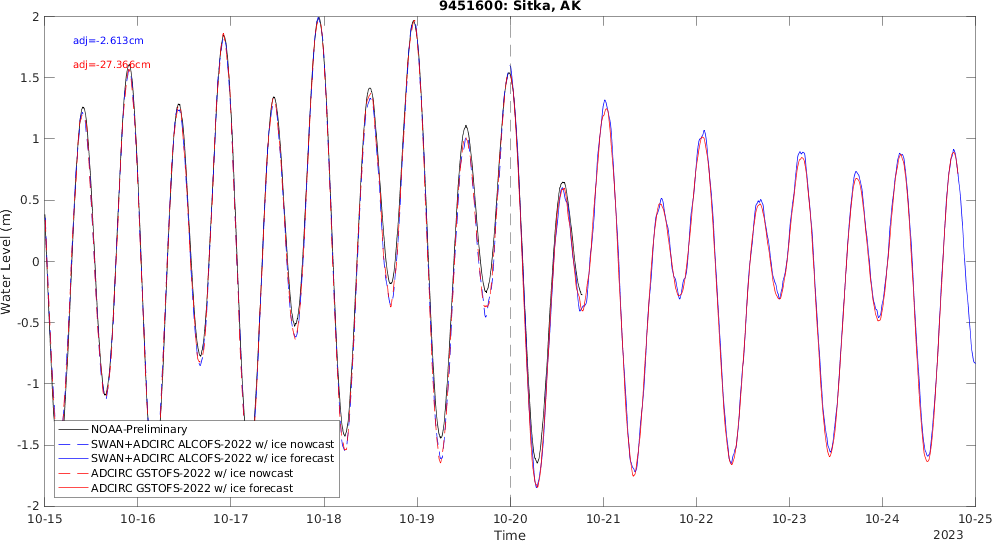 9451600: Sitka, AK
adj=-2.613cm
adj=-27.366cm
Water Level (m)
2
1.5
1
0.5
0
-0.5
-1
-1.5
-2
NOAA-Preliminary
SWAN+ADCIRC ALCOFS-2022 w/ ice nowcast
SWAN+ADCIRC ALCOFS-2022 w/ ice forecast
ADCIRC GSTOFS-2022 w/ ice nowcast
ADCIRC GSTOFS-2022 w/ ice forecast
10-15 10-16 10-17 10-18 10-19 10-20 10-21 10-22 10-23 10-24 10-25
Time
2023